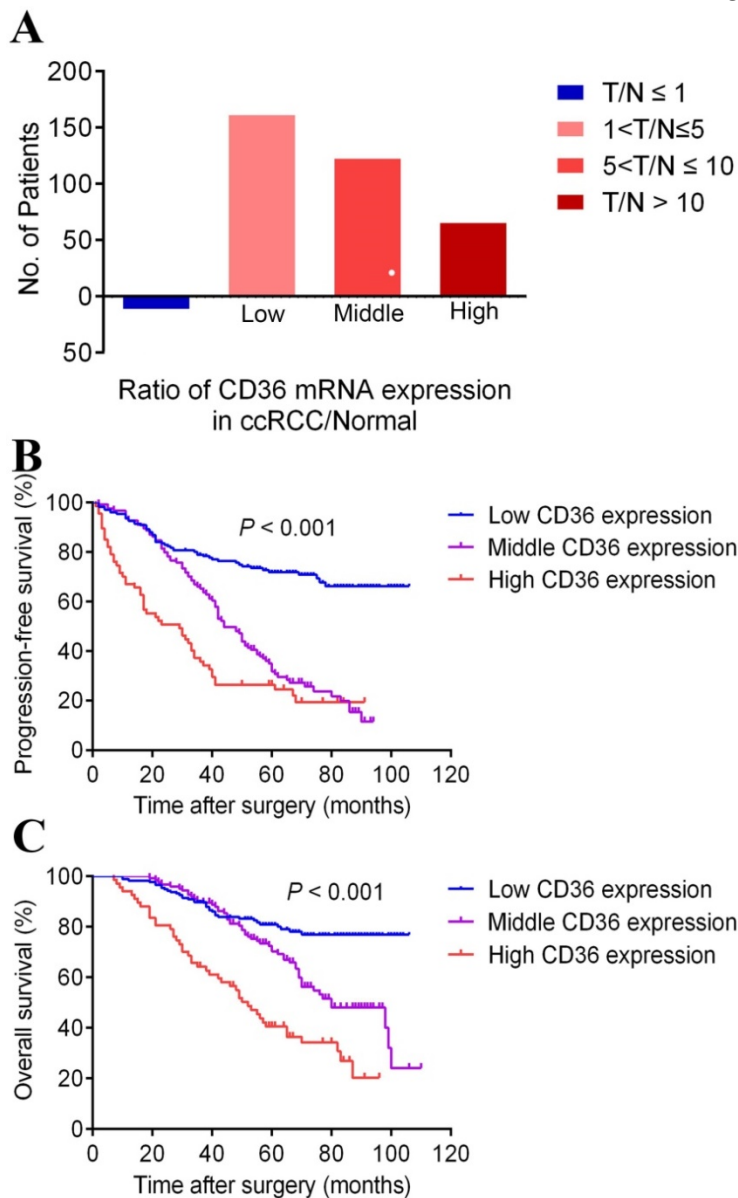 A
200
150
100
50
0
50
No. of Patients
Low
Middle
High
T/N ≤ 1
1<T/N≤5
5<T/N ≤ 10
T/N > 10
Ratio of CD36 mRNA expression
in ccRCC/Normal
B
100
80
60
40
20
0
Progression-free survival (%)
P < 0.001
Low CD36 expression
Middle CD36 expression
High CD36 expression
0 20 40 60 80 100 120
Time after surgery (months)
C
100
80
60
40
20
0
Overall survival (%)
P < 0.001
Low CD36 expression
Middle CD36 expression
High CD36 expression
0 20 40 60 80 100 120
Time after surgery (months)